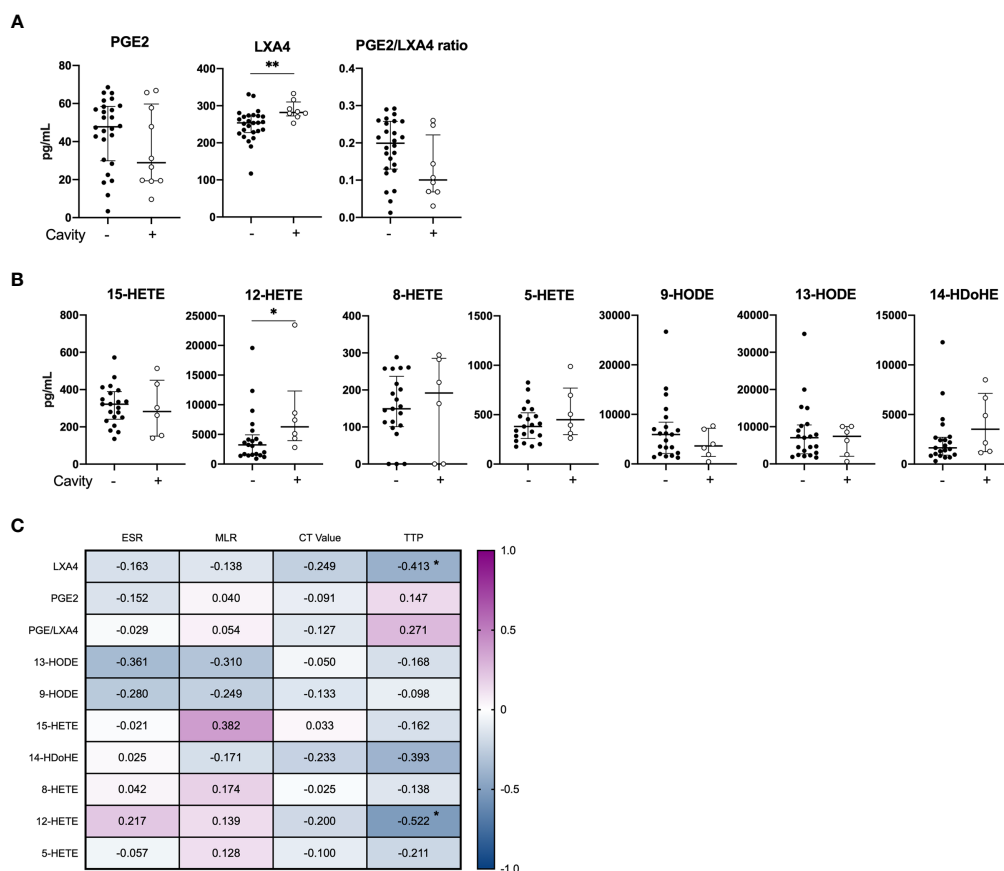 A
PGE2
LXA4
PGE2/LXA4 ratio
pg/mL
80
60
40
20
0
**
400
300
200
100
0
0.4
0.3
0.2
0.1
0.0
Cavity - + - + - +
B
15-HETE
12-HETE
8-HETE
5-HETE
9-HODE
13-HODE
14-HDoHE
pg/mL
800
600
400
200
0
*
25000
20000
15000
10000
5000
0
400
300
200
100
0
1500
1000
500
0
30000
20000
10000
0
40000
30000
20000
10000
0
15000
10000
5000
0
Cavity - + - + - + - + - + - + - +
C
ESR MLR CT Value TTP
LXA4 -0.163 -0.138 -0.249 -0.413 *
PGE2 -0.152 0.040 -0.091 0.147
PGE/LXA4 -0.029 0.054 -0.127 0.271
13-HODE -0.361 -0.310 -0.050 -0.168
9-HODE -0.280 -0.249 -0.133 -0.098
15-HETE -0.021 0.382 0.033 -0.162
14-HDoHE 0.025 -0.171 -0.233 -0.393
8-HETE 0.042 0.174 -0.025 -0.138
12-HETE 0.217 0.139 -0.200 -0.522 *
5-HETE -0.057 0.128 -0.100 -0.211
1.0
0.5
0
-0.5
-1.0